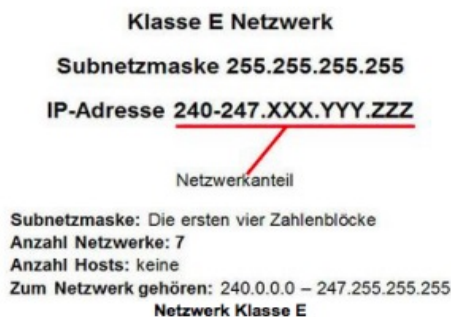 Klasse E Netzwerk
Subnetzmaske 255.255.255.255
IP-Adresse 240-247.XXX.YYY.ZZZ
Netzwerkanteil
Subnetzmaske: Die ersten vier Zahlenblöcke
Anzahl Netzwerke: 7
Anzahl Hosts: keine
Zum Netzwerk gehören: 240.0.0.0 – 247.255.255.255
Netzwerk Klasse E